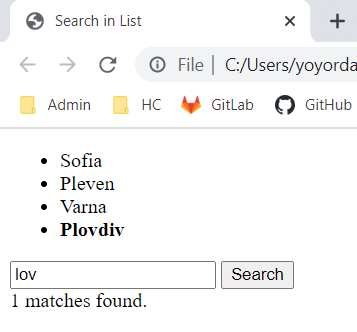 Search in List
File | C:/Users/yoyorda
Admin HC GitLab GitHub
Sofia
Pleven
Varna
Plovdiv
lov Search
1 matches found.